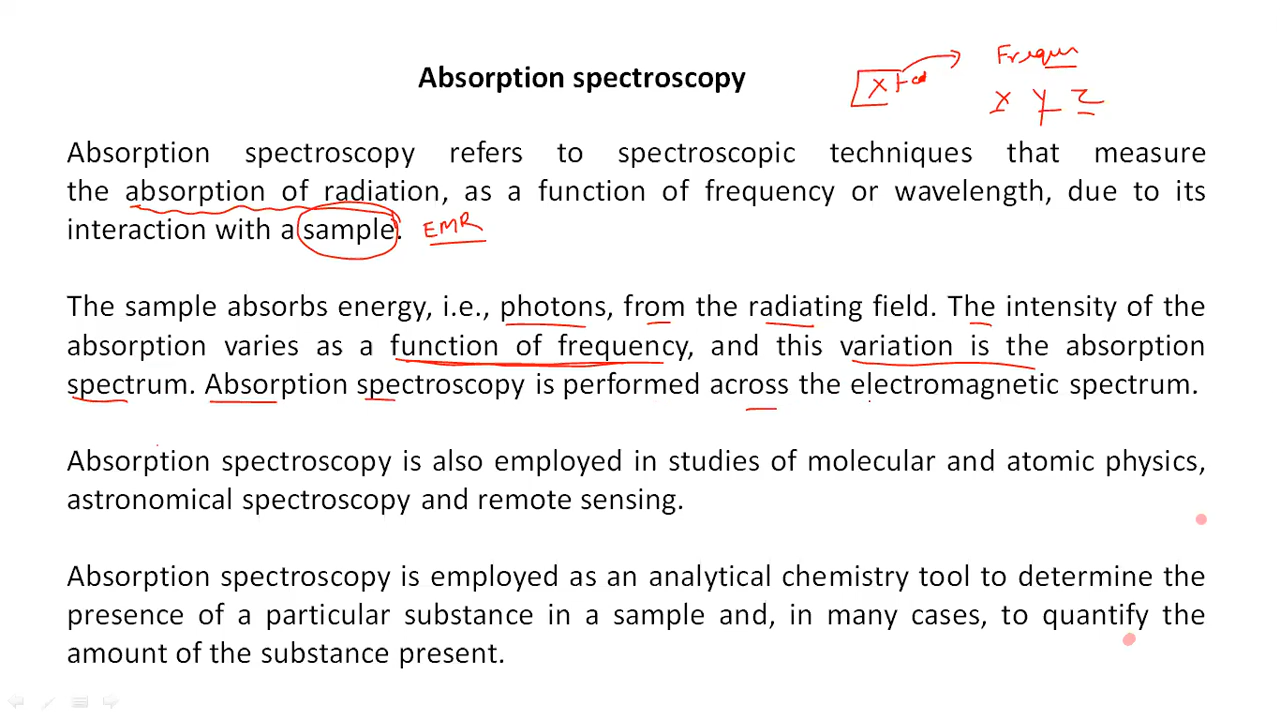 Absorption spectroscopy
X
Frequen
X Y Z
Absorption spectroscopy refers to spectroscopic techniques that measure
the absorption of radiation, as a function of frequency or wavelength, due to its
interaction with a sample. EMR
The sample absorbs energy, i.e., photons, from the radiating field. The intensity of the
absorption varies as a function of frequency, and this variation is the absorption
spectrum. Absorption spectroscopy is performed across the electromagnetic spectrum.
Absorption spectroscopy is also employed in studies of molecular and atomic physics,
astronomical spectroscopy and remote sensing.
Absorption spectroscopy is employed as an analytical chemistry tool to determine the
presence of a particular substance in a sample and, in many cases, to quantify the
amount of the substance present.